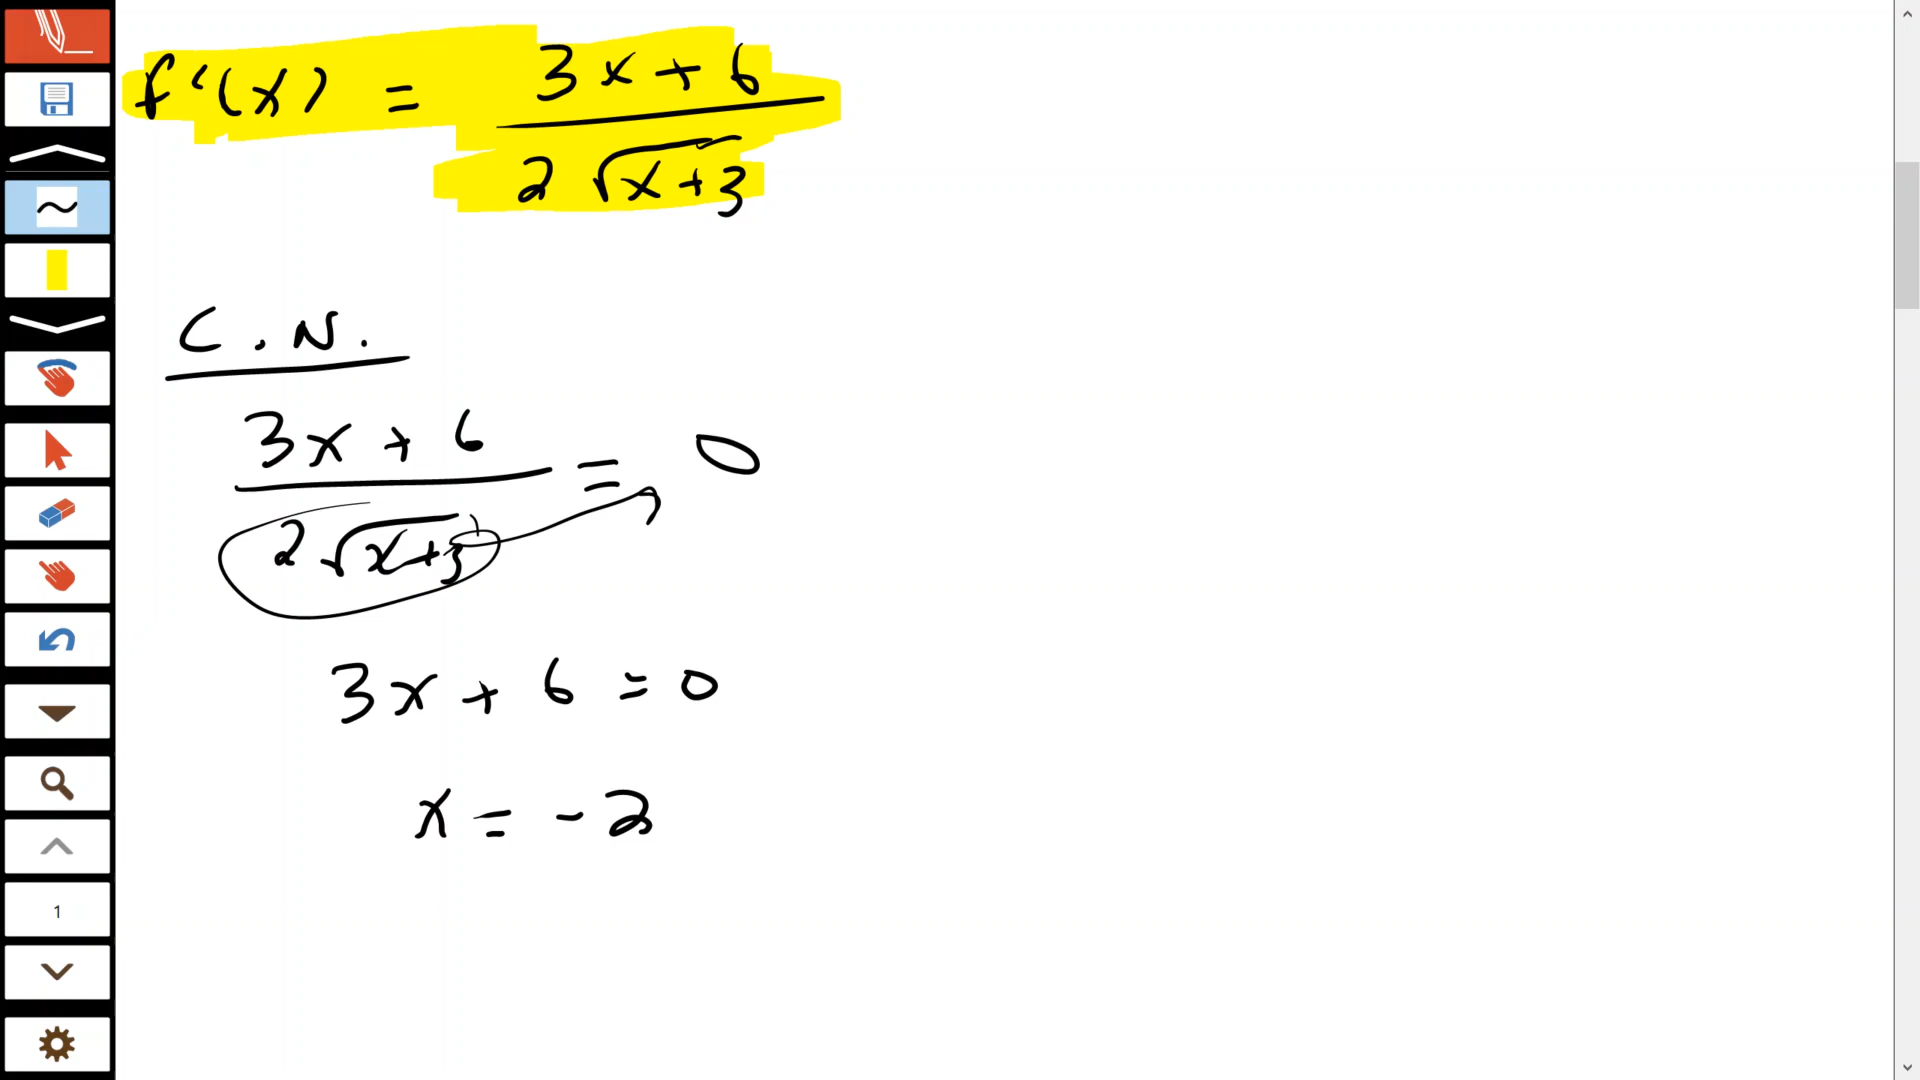 f'(x) = 3x + 6
2 √x+3
C.N.
3x + 6 = 0
2 √x+3
3x + 6 = 0
x = -2
1